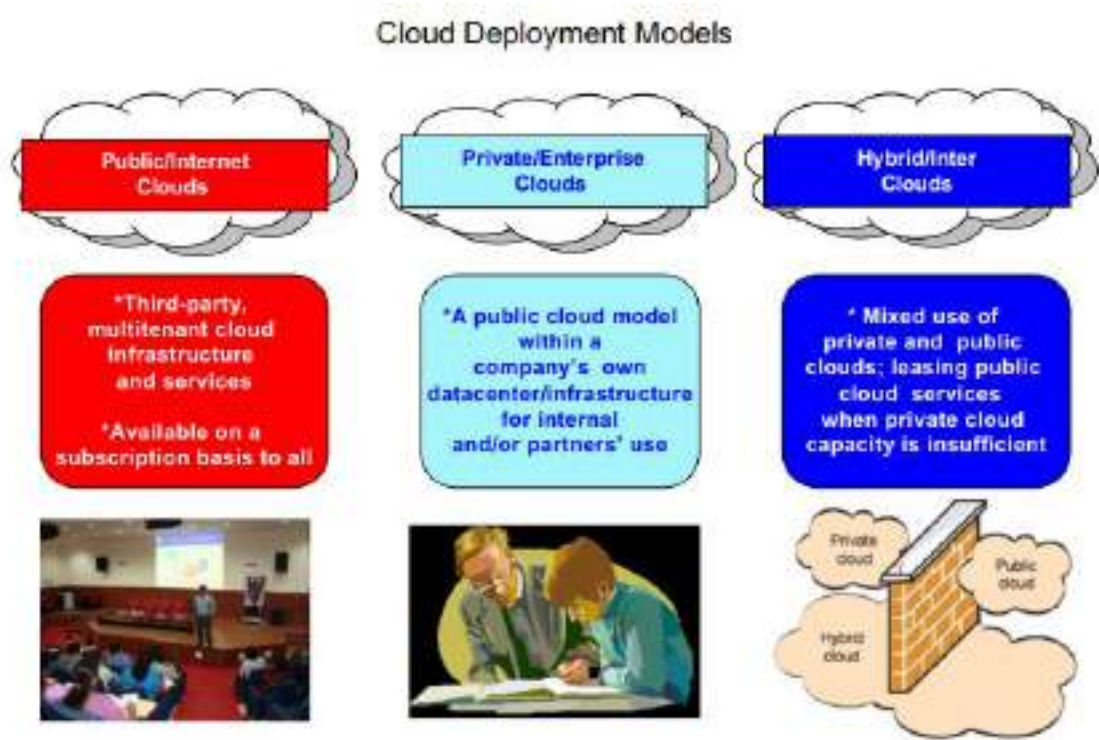 Cloud Deployment Models
Public/Internet
Clouds
Private/Enterprise
Clouds
Hybrid/Inter
Clouds
*Third-party,
multitenant cloud
infrastructure
and services
*Available on a
subscription basis to all
*A public cloud model
within a
company's own
datacenter/infrastructure
for internal
and/or partners' use
* Mixed use of
private and public
clouds; leasing public
cloud services
when private cloud
capacity is insufficient
Private
cloud
Public
cloud
Hybrid
cloud